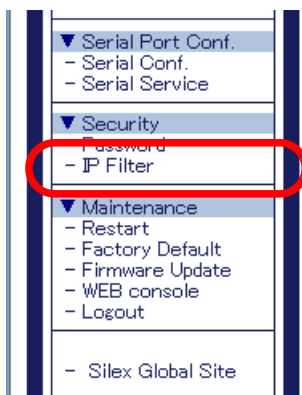 ▼ Serial Port Conf.
- Serial Conf.
- Serial Service
▼ Security
- Password
- IP Filter
▼ Maintenance
- Restart
- Factory Default
- Firmware Update
- WEB console
- Logout
- Silex Global Site